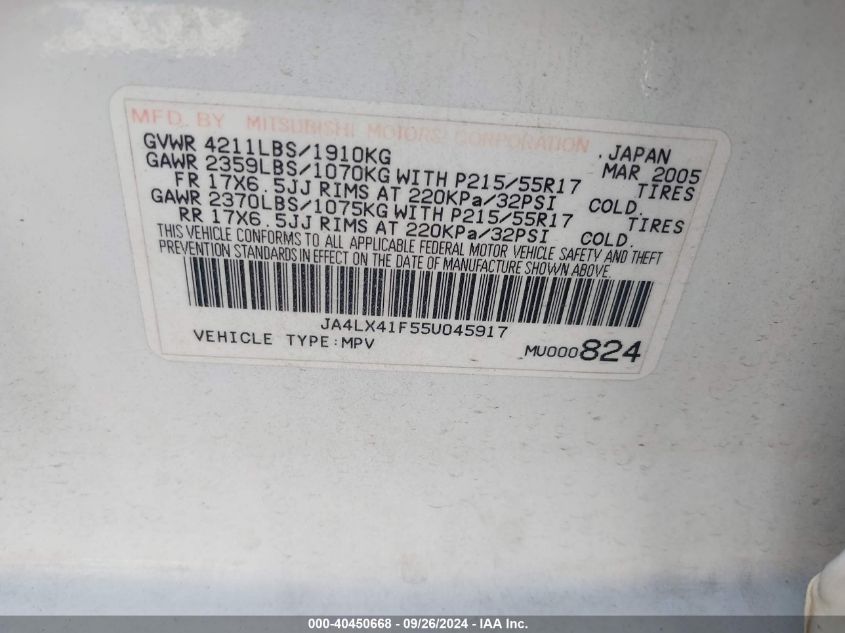 MFD. BY MITSUBISHI MOTORS CORPORATION
. JAPAN
GVWR 4211LBS/1910KG MAR 2005
GAWR 2359LBS/1070KG WITH P215/55R17 TIRES
FR 17X6.5JJ RIMS AT 220KPa/32PSI COLD.
GAWR 2370LBS/1075KG WITH P215/55R17 TIRES
RR 17X6.5JJ RIMS AT 220KPa/32PSI COLD.
THIS VEHICLE CONFORMS TO ALL APPLICABLE FEDERAL MOTOR VEHICLE SAFETY AND THEFT
PREVENTION STANDARDS IN EFFECT ON THE DATE OF MANUFACTURE SHOWN ABOVE.
JA4LX41F55U045917
VEHICLE TYPE:MPV MU000824
000-40450668 - 09/26/2024 - IAA Inc.